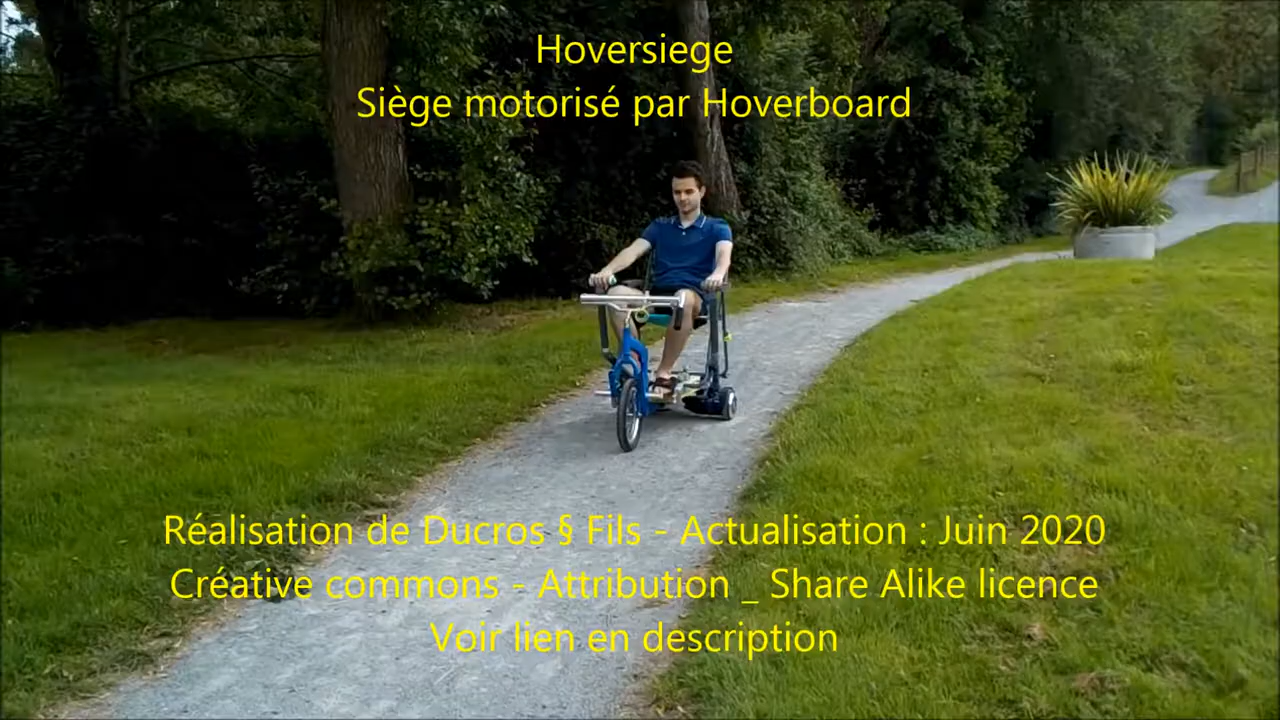 Hoversiege
Siège motorisé par Hoverboard
Réalisation de Ducros § Fils - Actualisation : Juin 2020
Créative commons - Attribution _ Share Alike licence
Voir lien en description